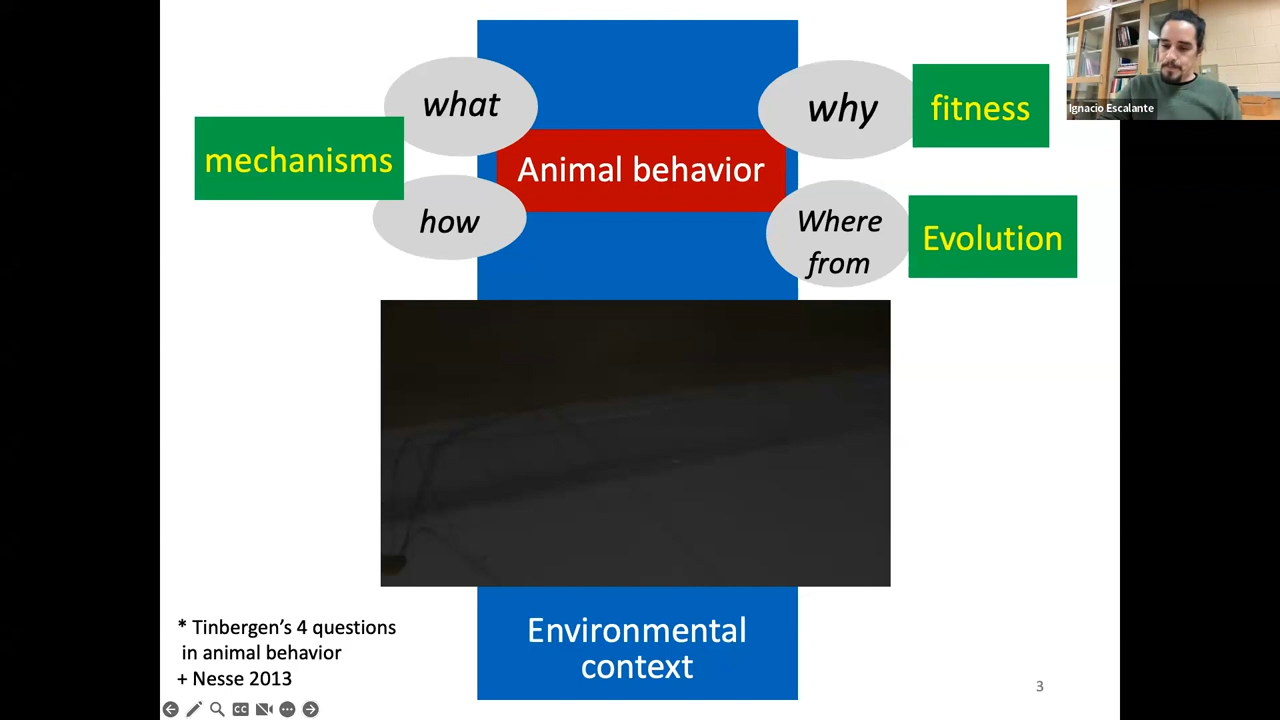 what
why
fitness
Ignacio Escalante
mechanisms
Animal behavior
how
Where
from
Evolution
Environmental
context
* Tinbergen's 4 questions
in animal behavior
+ Nesse 2013
3
CC